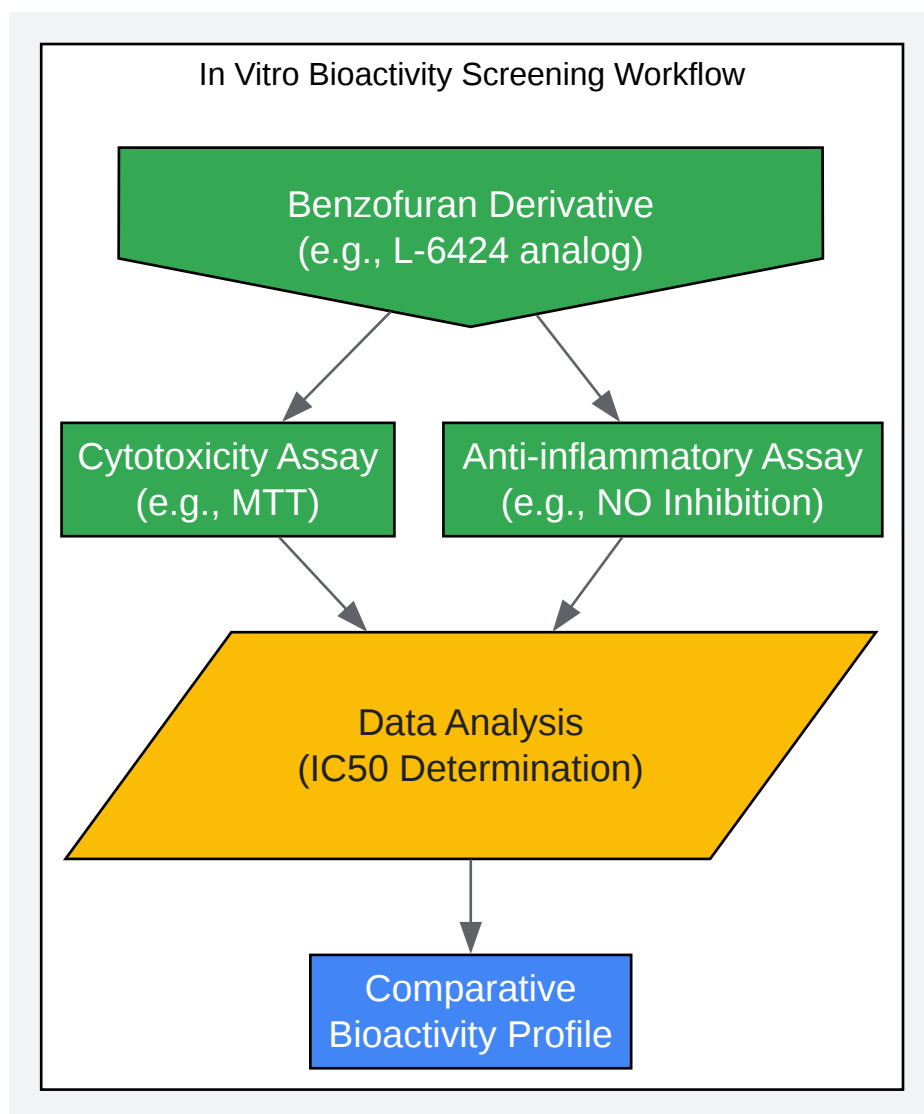 In Vitro Bioactivity Screening Workflow
Benzofuran Derivative
(e.g., L-6424 analog)
Cytotoxicity Assay
(e.g., MTT)
Anti-inflammatory Assay
(e.g., NO Inhibition)
Data Analysis
(IC50 Determination)
Comparative
Bioactivity Profile